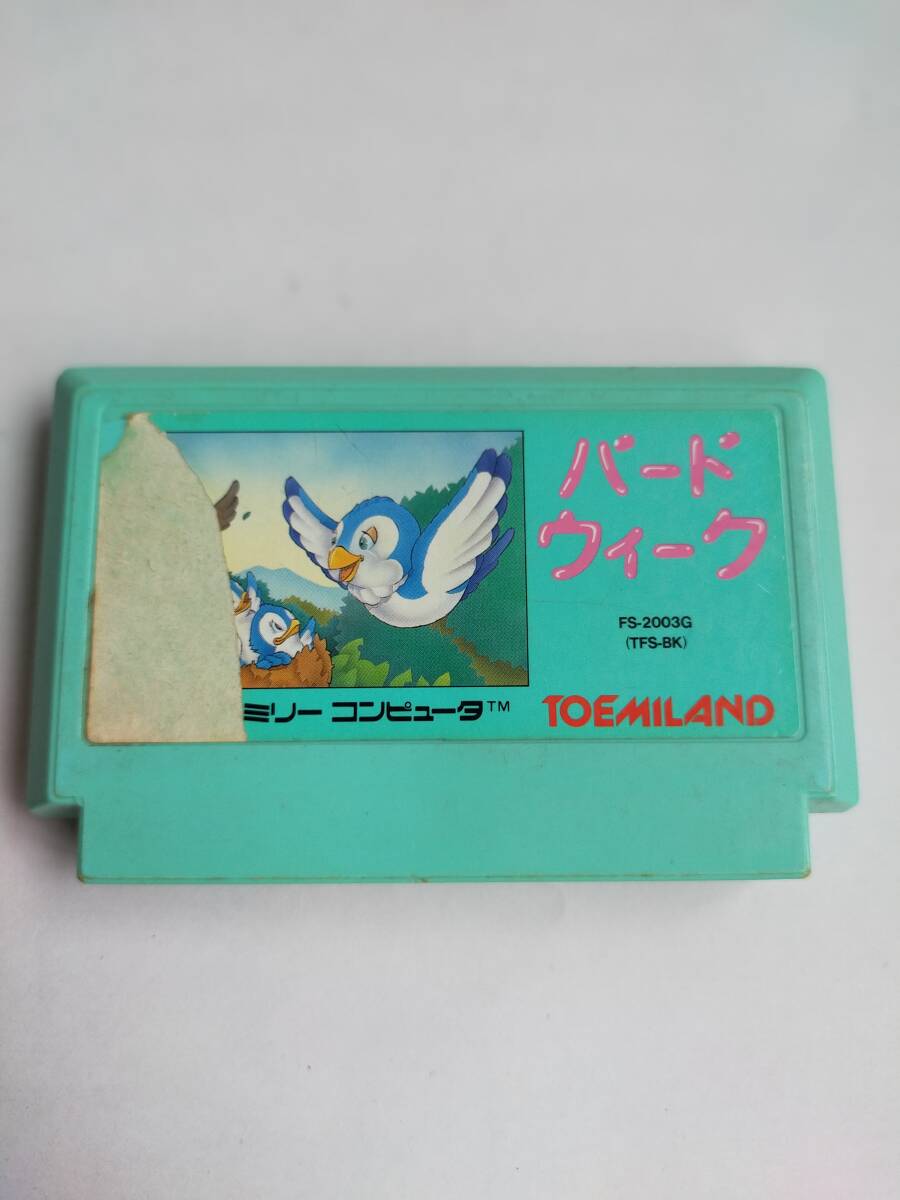 バード
ウィーク
FS-2003G
(TFS-BK)
ミリー コンピュータ™
TOEMILAND